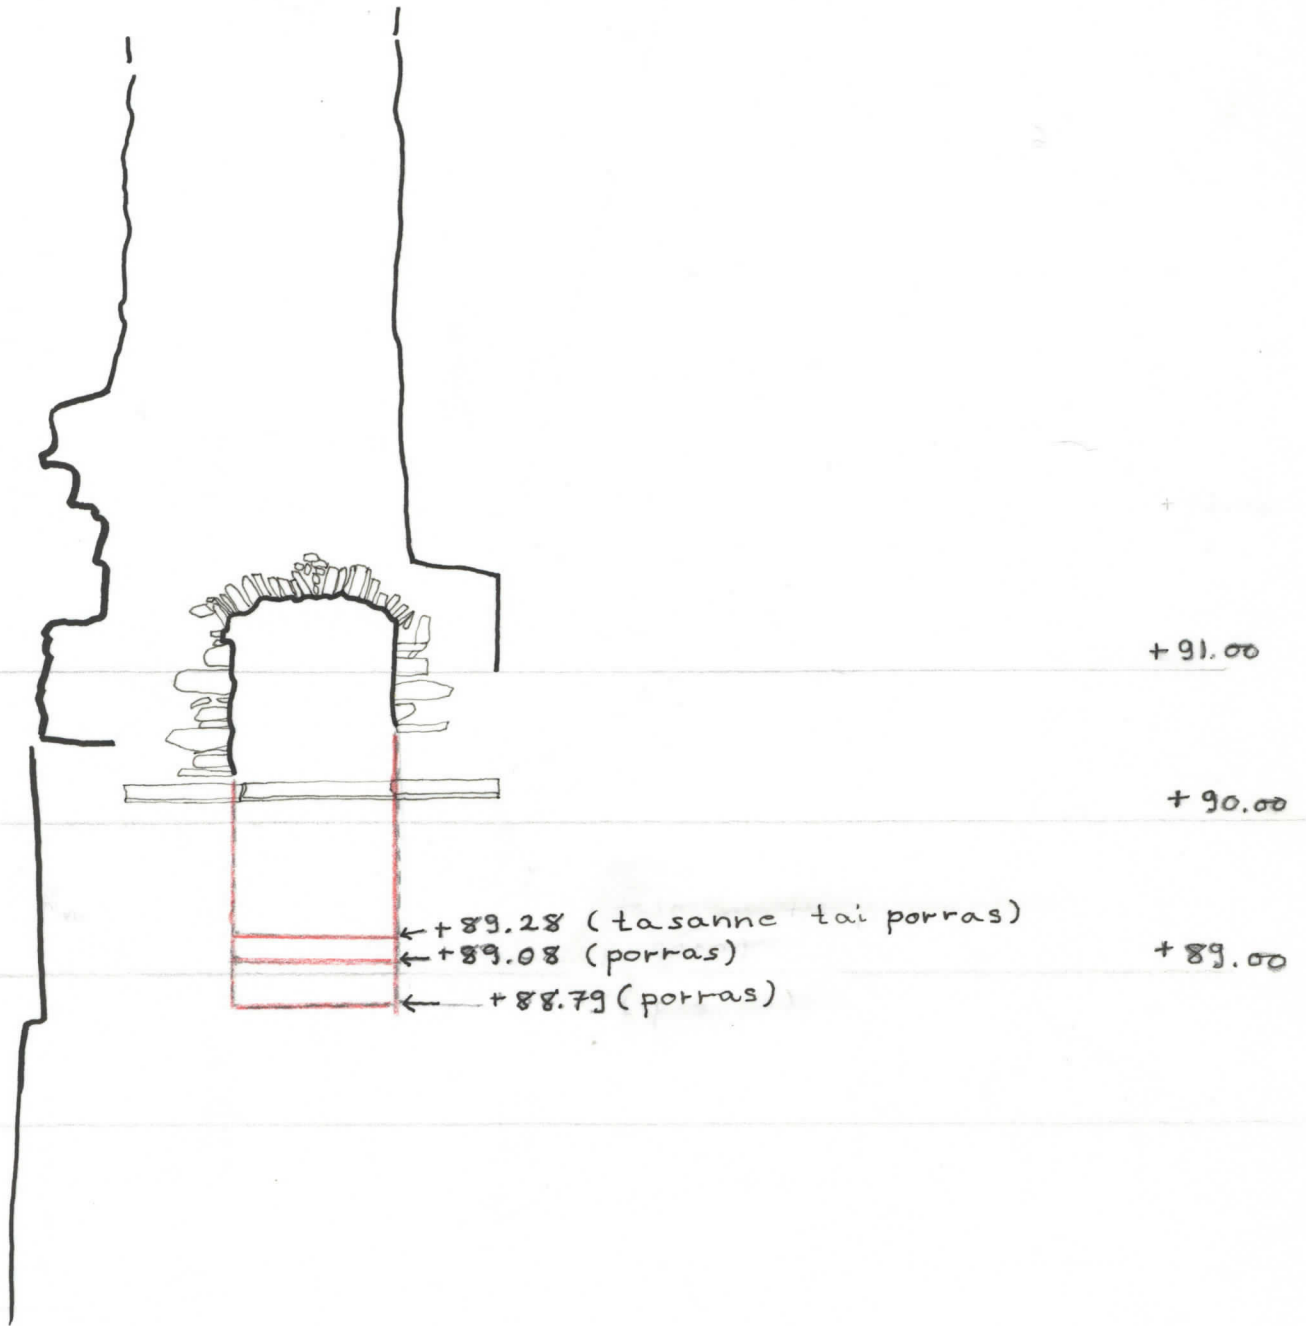 + 91.00
+ 90.00
+ 89.28 (tasanne tai porras)
+ 89.08 (porras)
+ 89.00
+ 88.79 (porras)